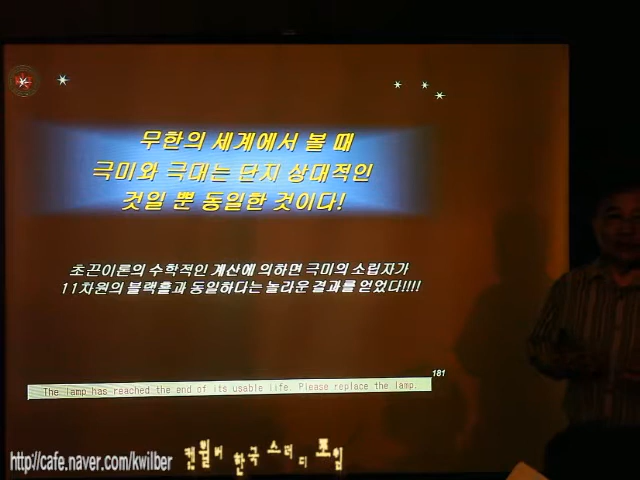 무한의 세계에서 볼 때
극미와 극대는 단지 상대적인
것일 뿐 동일한 것이다!
초끈이론의 수학적인 계산에 의하면 극미의 소립자가
11차원의 블랙홀과 동일하다는 놀라운 결과를 얻었다!!!!
181
The lamp has reached the end of its usable life. Please replace the lamp.
http://cafe.naver.com/kwilber 켄윌버 한국 스터디 모임